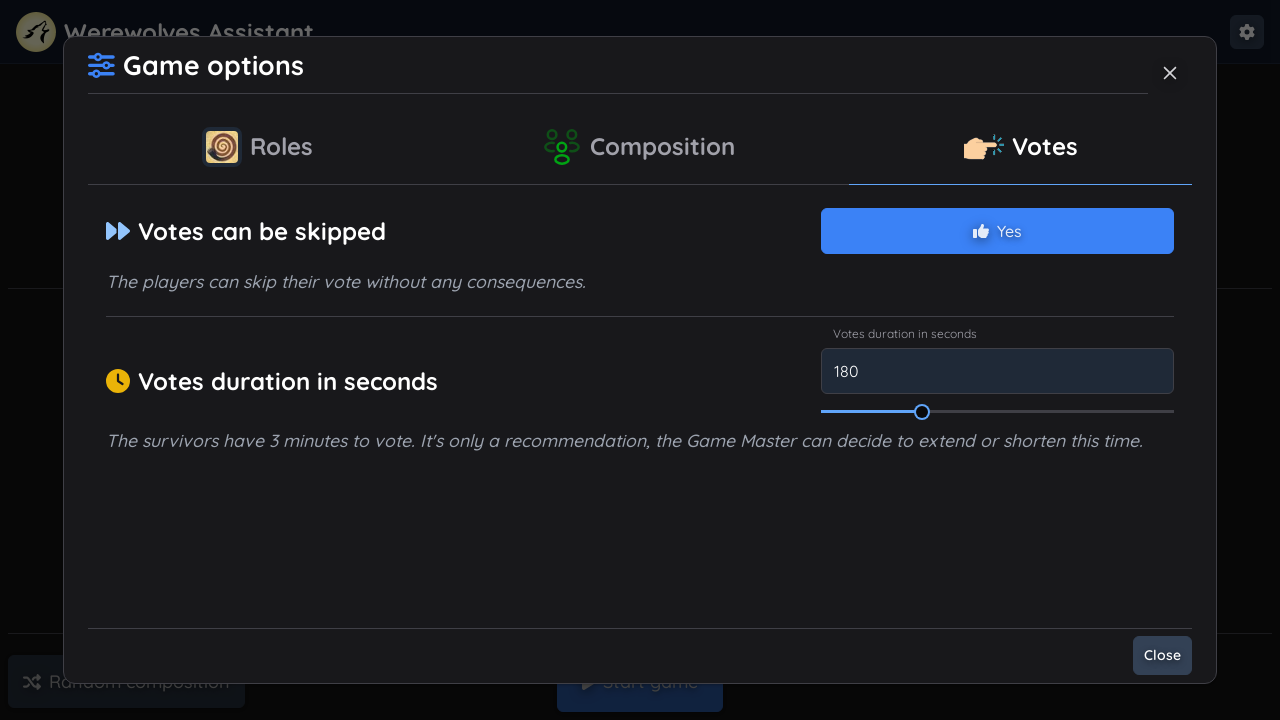 Werewolves Assistant
Game options
Roles
Composition
Votes
Votes can be skipped
Yes
The players can skip their vote without any consequences.
Votes duration in seconds
Votes duration in seconds
180
The survivors have 3 minutes to vote. It's only a recommendation, the Game Master can decide to extend or shorten this time.
Close
Random composition
Start game